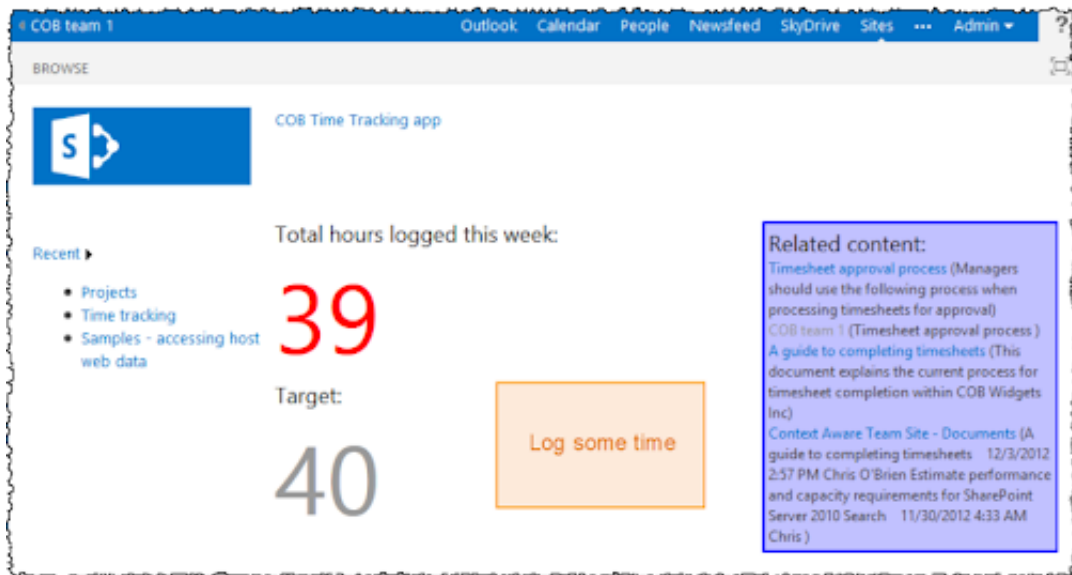 COB team 1
Outlook Calendar People Newsfeed SkyDrive Sites ••• Admin ?
BROWSE
S
COB Time Tracking app
Recent
Projects
Time tracking
Samples - accessing host
web data
Total hours logged this week:
39
Target:
40
Log some time
Related content:
Timesheet approval process (Managers
should use the following process when
processing timesheets for approval)
COB team 1 (Timesheet approval process )
A guide to completing timesheets (This
document explains the current process for
timesheet completion within COB Widgets
Inc)
Context Aware Team Site - Documents (A
guide to completing timesheets 12/3/2012
2:57 PM Chris O'Brien Estimate performance
and capacity requirements for SharePoint
Server 2010 Search 11/30/2012 4:33 AM
Chris )